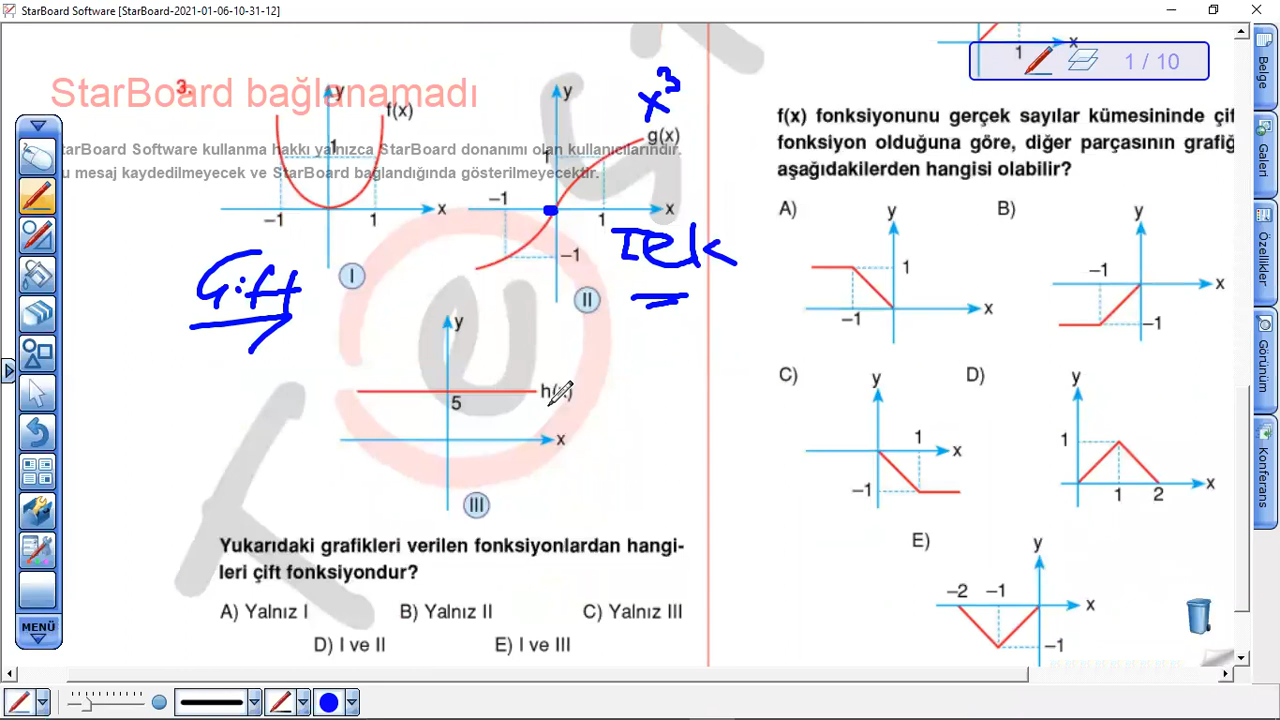 StarBoard Software [StarBoard-2021-01-06-10-31-12]
1 / 10
StarBoard bağlanamadı
StarBoard Software kullanma hakkı yalnızca StarBoard donanımı olan kullanıcılarındır.
u mesaj kaydedilmeyecek ve StarBoard bağlandığında gösterilmeyecektir.
3.
y
f(x)
1
-1
1
x
I
Çift
y
x³
g(x)
1
-1
1
x
-1
Tek
II
y
h(x)
5
x
III
Yukarıdaki grafikleri verilen fonksiyonlardan hangi-
leri çift fonksiyondur?
A) Yalnız I
B) Yalnız II
C) Yalnız III
D) I ve II
E) I ve III
1
x
f(x) fonksiyonunu gerçek sayılar kümesininde çif
fonksiyon olduğuna göre, diğer parçasının grafiğ
aşağıdakilerden hangisi olabilir?
A)
y
1
-1
x
B)
y
-1
x
-1
C)
y
1
x
-1
D)
y
1
1
2
x
E)
y
-2
-1
x
-1
MENÜ
Belge
Galeri
Özellikler
Görünüm
Konferans